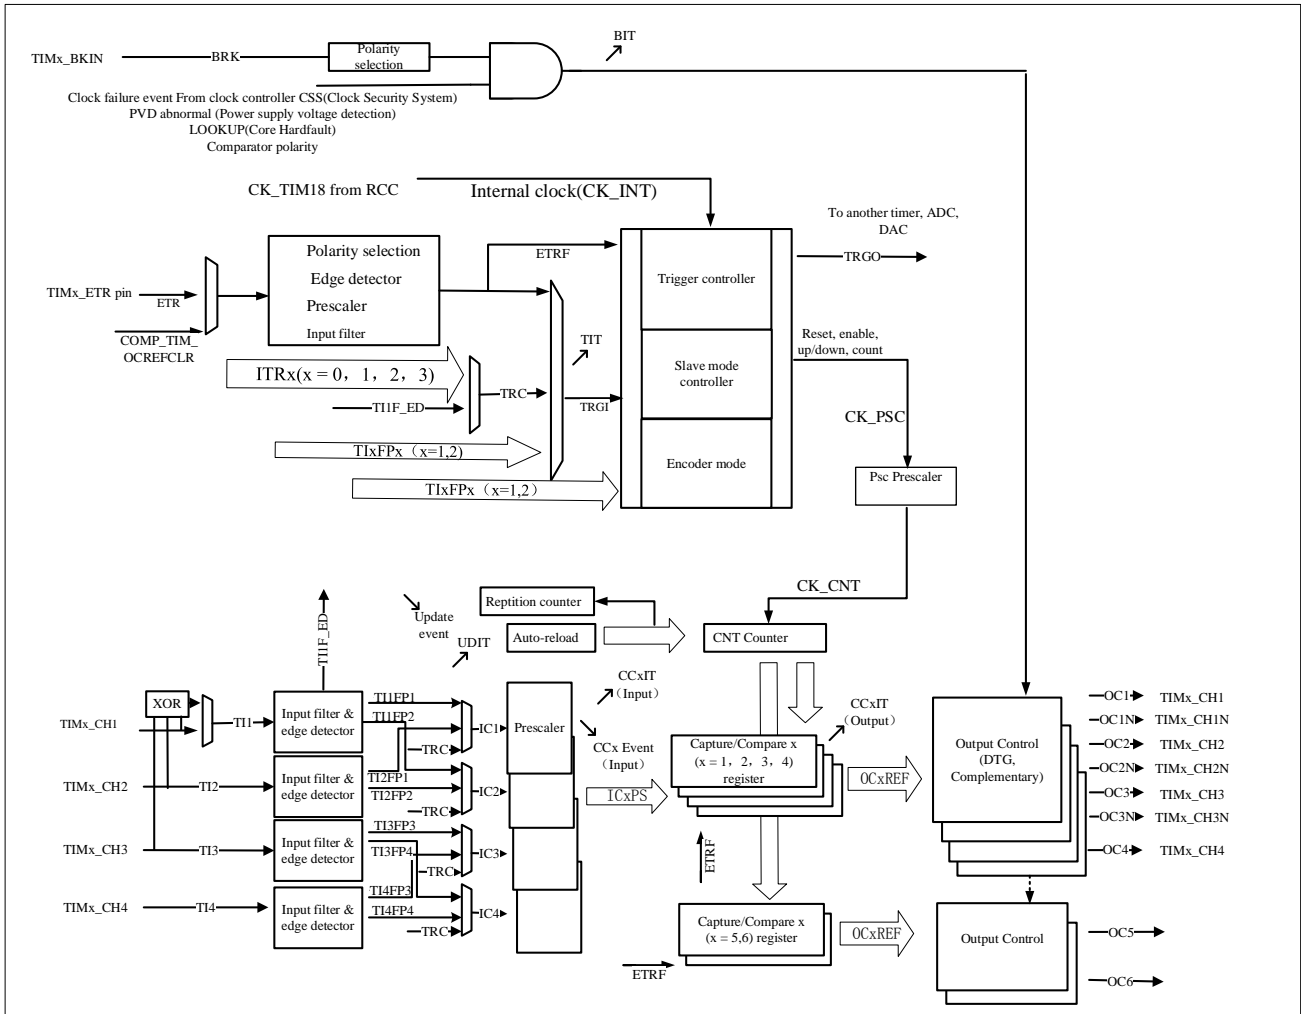 BIT
TIMx_BKIN
BRK
Polarity
selection
Clock failure event From clock controller CSS(Clock Security System)
PVD abnormal (Power supply voltage detection)
LOOKUP(Core Hardfault)
Comparator polarity
CK_TIM18 from RCC
Internal clock(CK_INT)
To another timer, ADC,
DAC
TRGO
Polarity selection
Edge detector
Prescaler
Input filter
ETRF
Trigger controller
TIMx_ETR pin
ETR
COMP_TIM_
OCREFCLR
TIT
Reset, enable,
up/down, count
ITRx(x = 0, 1, 2, 3)
Slave mode
controller
TRC
TRGI
TI1F_ED
CK_PSC
TIxFPx (x=1,2)
Encoder mode
Psc Prescaler
TIxFPx (x=1,2)
CK_CNT
Reptition counter
Update
event
TI1F_ED
UDIT
Auto-reload
CNT Counter
CCxIT
(Input)
XOR
TIMx_CH1
TI1
Input filter &
edge detector
TI1FP1
TI1FP2
TRC
IC1
Prescaler
CCx Event
(Input)
CCxIT
(Output)
Capture/Compare x
(x = 1, 2, 3, 4)
register
Output Control
(DTG,
Complementary)
OC1
TIMx_CH1
OC1N
TIMx_CH1N
OC2
TIMx_CH2
OC2N
TIMx_CH2N
OC3
TIMx_CH3
OC3N
TIMx_CH3N
OC4
TIMx_CH4
TIMx_CH2
TI2
Input filter &
edge detector
TI2FP1
TI2FP2
TRC
IC2
ICxPS
OCxREF
TIMx_CH3
TI3
Input filter &
edge detector
TI3FP3
TI3FP4
TRC
IC3
ETRF
TIMx_CH4
TI4
Input filter &
edge detector
TI4FP3
TI4FP4
TRC
IC4
Capture/Compare x
(x = 5,6) register
OCxREF
Output Control
OC5
ETRF
OC6